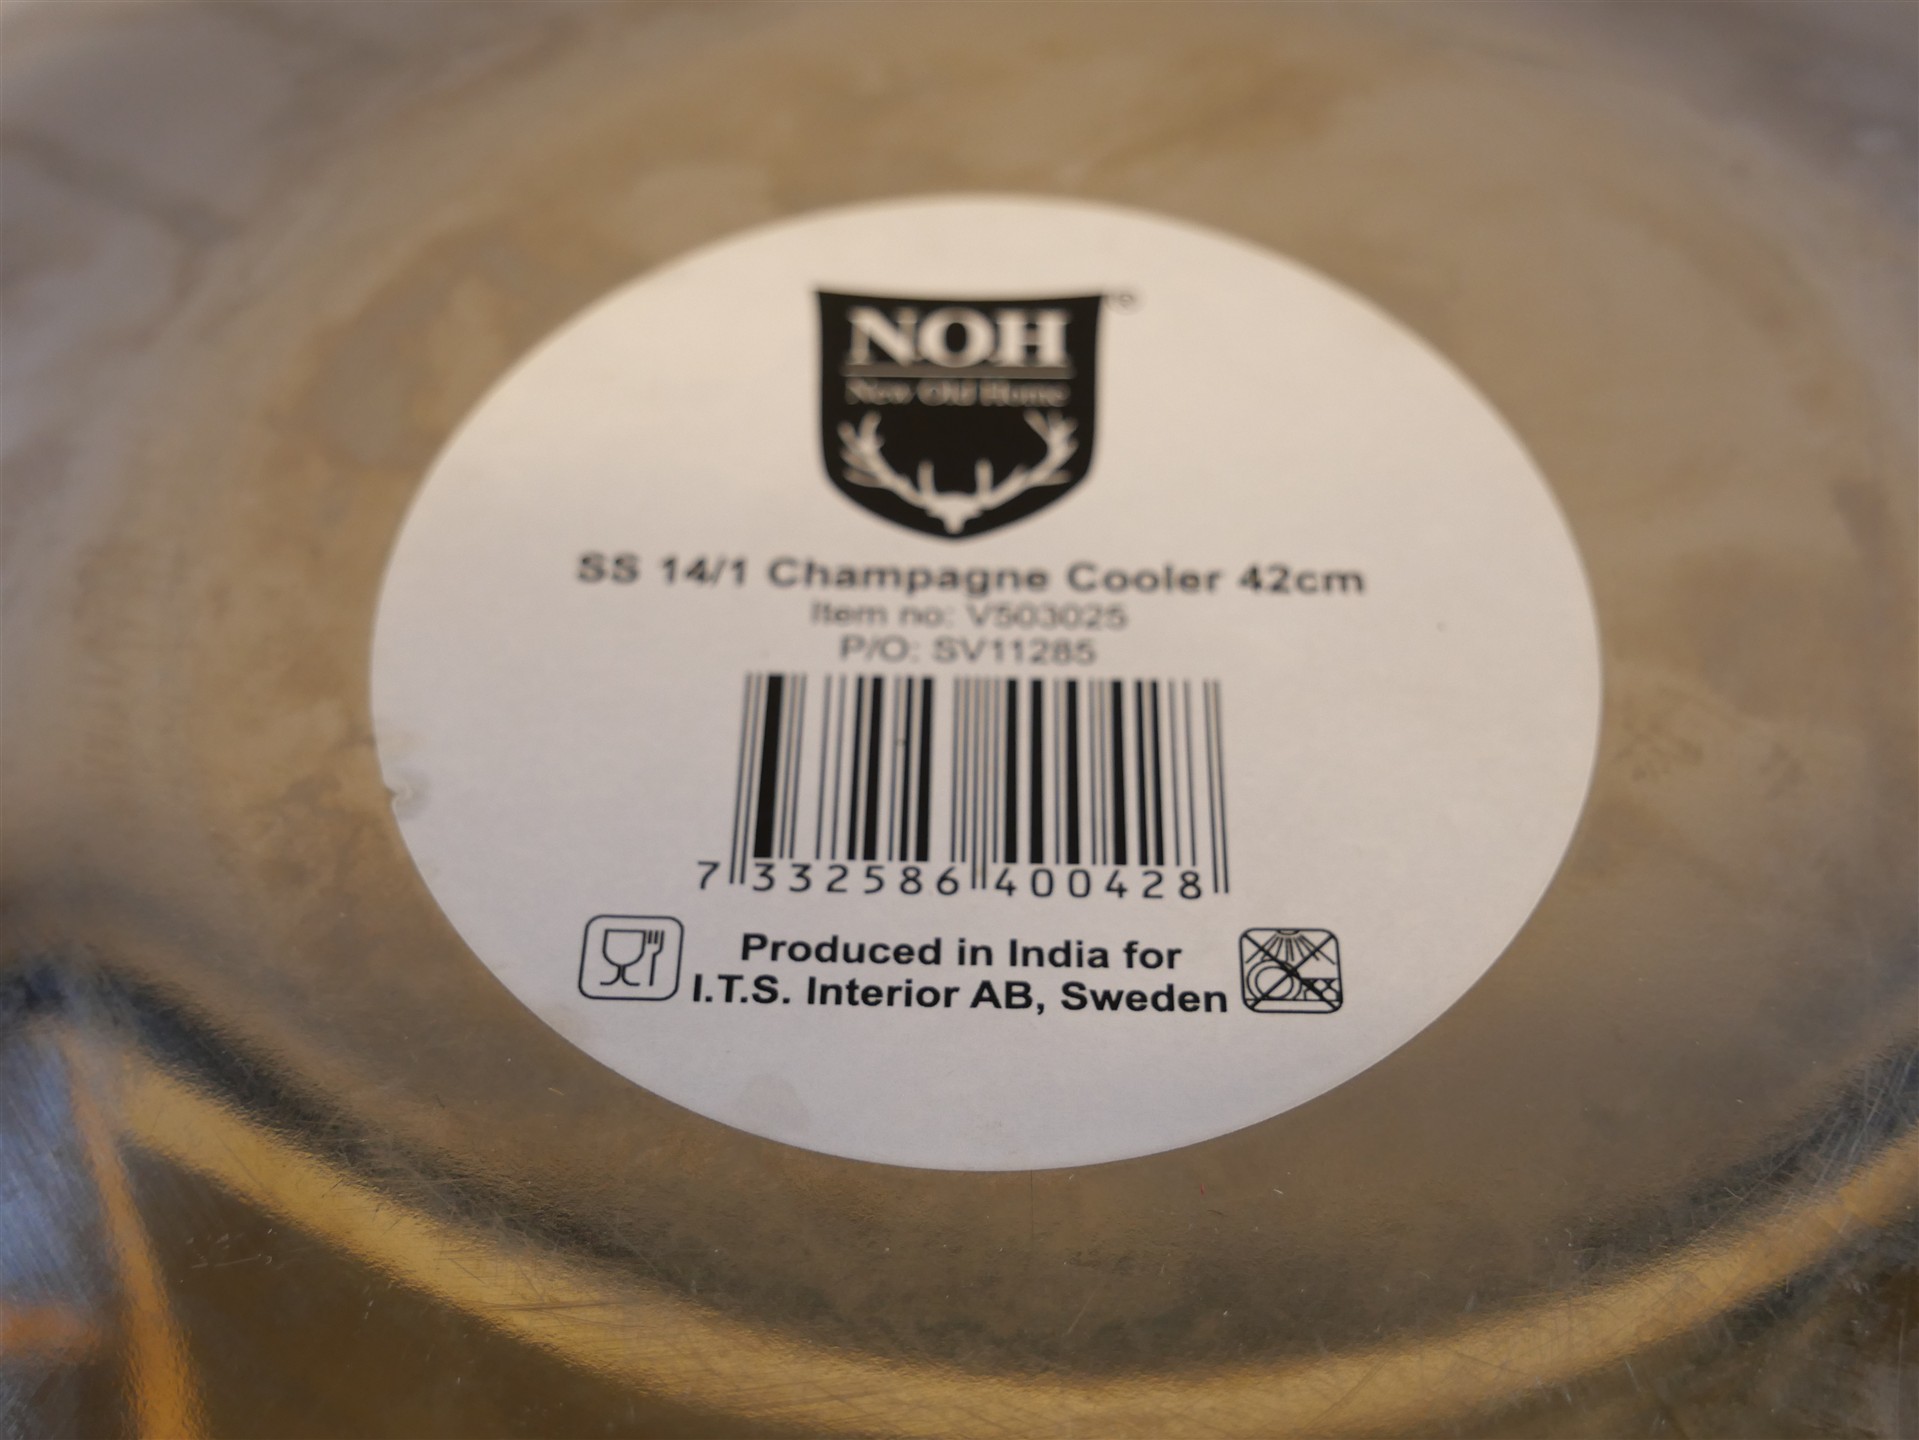 NOH
New Old Home
SS 14/1 Champagne Cooler 42cm
Item no: V503025
P/O: SV11285
7 332586 400428
Produced in India for
I.T.S. Interior AB, Sweden